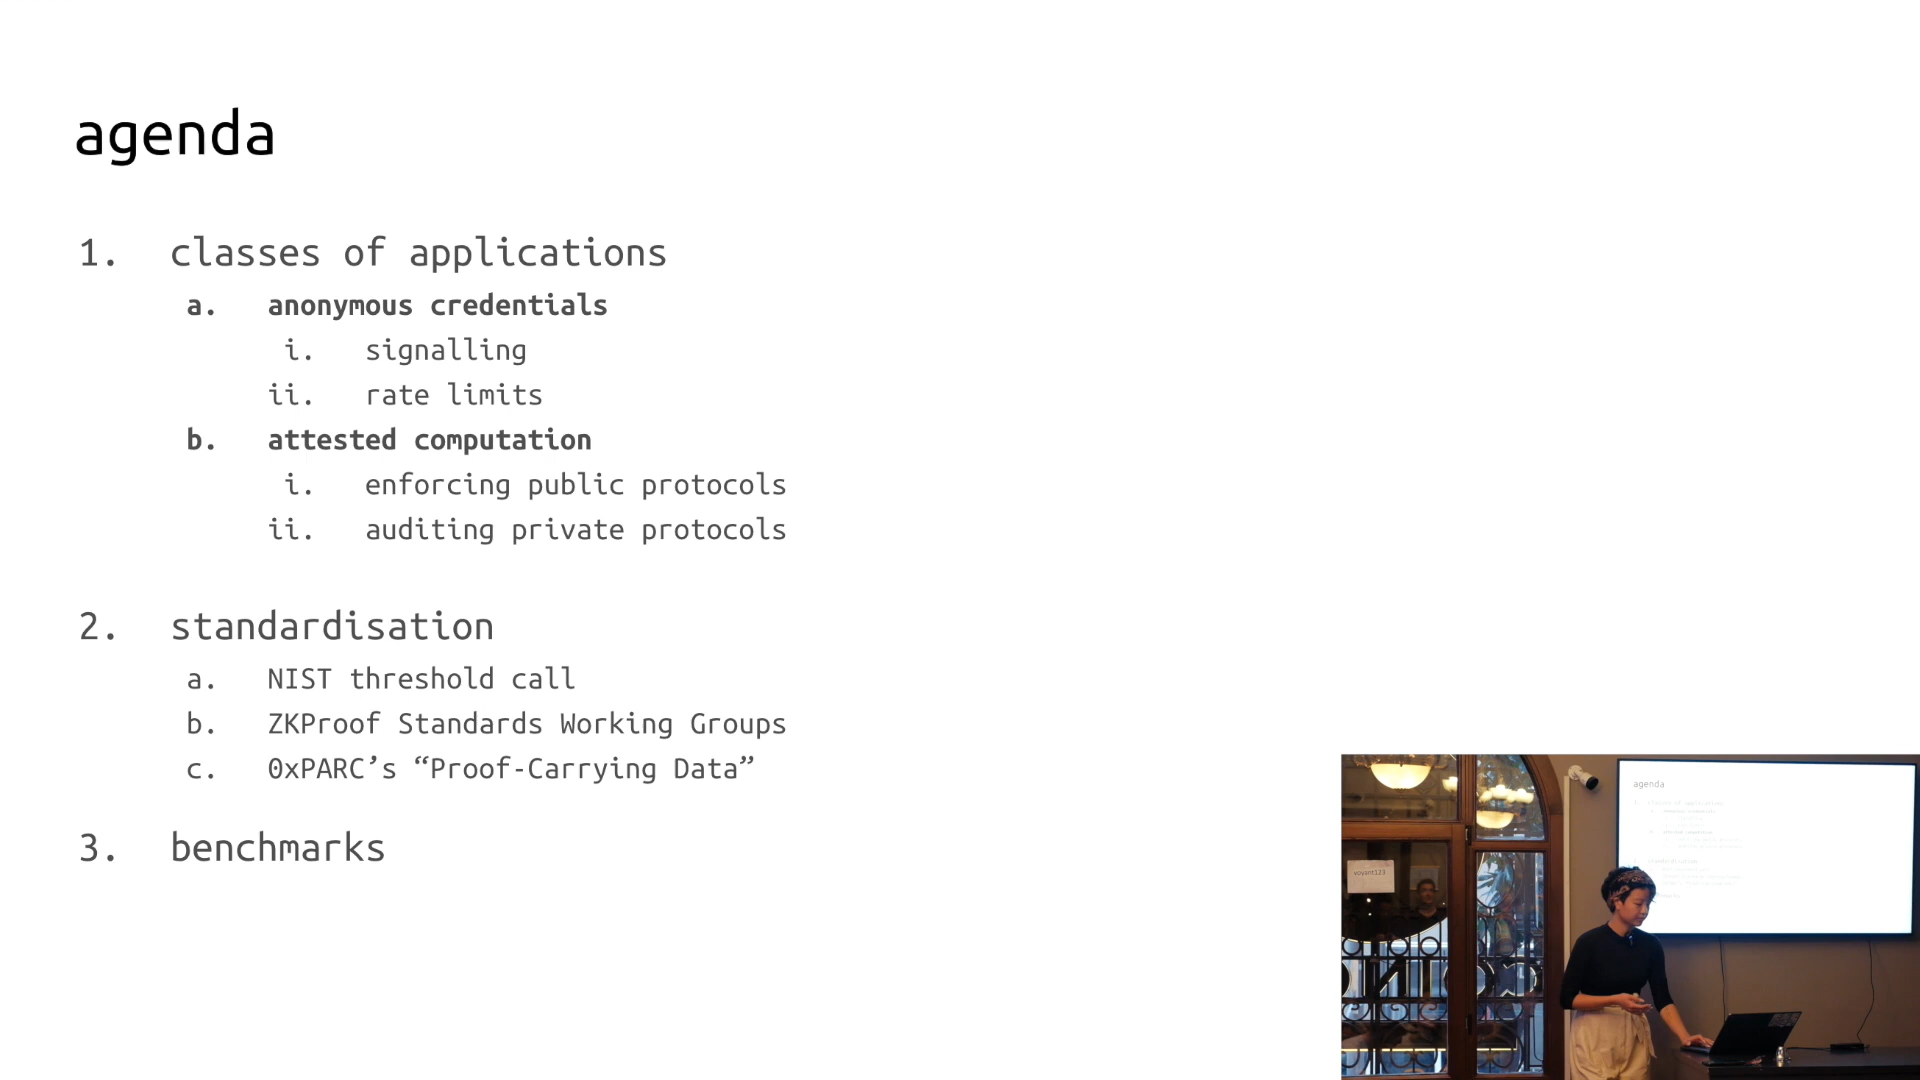 agenda
1. classes of applications
a. anonymous credentials
i. signalling
ii. rate limits
b. attested computation
i. enforcing public protocols
ii. auditing private protocols
2. standardisation
a. NIST threshold call
b. ZKProof Standards Working Groups
c. 0xPARC’s “Proof-Carrying Data”
3. benchmarks
agenda
voyant123